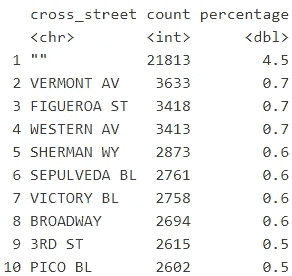 cross_street count percentage
<chr> <int> <dbl>
1 "" 21813 4.5
2 VERMONT AV 3633 0.7
3 FIGUEROA ST 3418 0.7
4 WESTERN AV 3413 0.7
5 SHERMAN WY 2873 0.6
6 SEPULVEDA BL 2761 0.6
7 VICTORY BL 2758 0.6
8 BROADWAY 2694 0.6
9 3RD ST 2615 0.5
10 PICO BL 2602 0.5